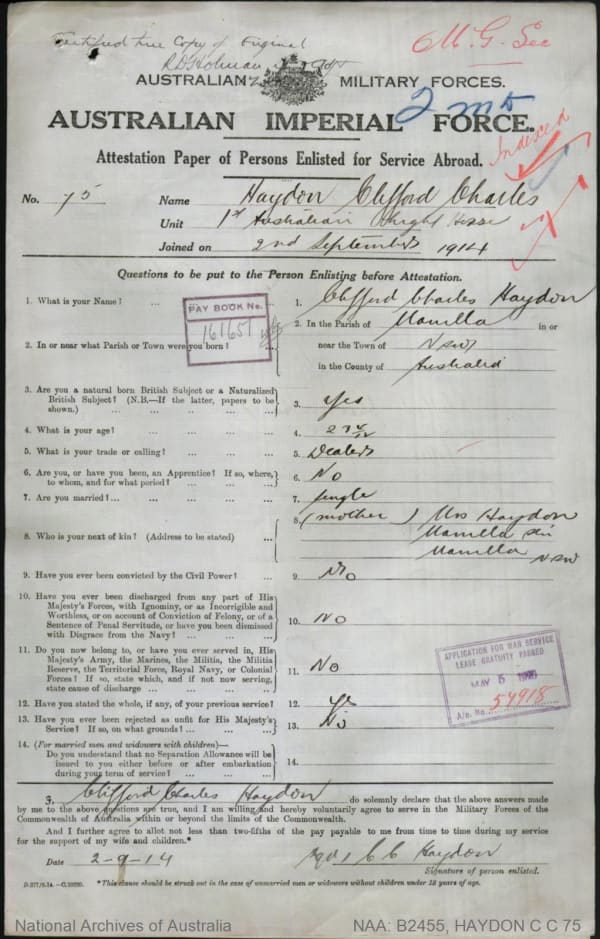 Certified true Copy of Original
M. G. Sec
R D Holman
AUSTRALIAN MILITARY FORCES.
AUSTRALIAN IMPERIAL FORCE.
Indexed
Attestation Paper of Persons Enlisted for Service Abroad.
No. 75 Name Haydon Clifford Charles
Unit 1st Australian Light Horse
Joined on 2nd September 1914
Questions to be put to the Person Enlisting before Attestation.
1. What is your Name? ... ... 1. Clifford Charles Haydon
PAY BOOK No.
161651
2. In or near what Parish or Town were you born? ... 2. In the Parish of Manilla in or
near the Town of NSW
in the County of Australia
3. Are you a natural born British Subject or a Naturalized
British Subject? (N.B.—If the latter, papers to be
shown.) ... ... ... ... 3. Yes
4. What is your age? ... ... ... ... 4. 23
5. What is your trade or calling? ... ... ... 5. Dealer
6. Are you, or have you been, an Apprentice? If so, where,
to whom, and for what period? ... ... ... 6. No
7. Are you married? ... ... ... ... 7. Single
8. Who is your next of kin? (Address to be stated) ... 8. (mother) Mrs Haydon
Manilla
Manilla NSW
9. Have you ever been convicted by the Civil Power? ... 9. No
10. Have you ever been discharged from any part of His
Majesty's Forces, with Ignominy, or as Incorrigible and
Worthless, or on account of Conviction of Felony, or of a
Sentence of Penal Servitude, or have you been dismissed
with Disgrace from the Navy? ... ... 10. No
11. Do you now belong to, or have you ever served in, His
Majesty's Army, the Marines, the Militia, the Militia
Reserve, the Territorial Force, Royal Navy, or Colonial
Forces? If so, state which, and if not now serving,
state cause of discharge ... ... ... 11. No
APPLICATION FOR WAR SERVICE
LEAVE GRATUITY PASSED
MAY 5
A/c. No. 57918
12. Have you stated the whole, if any, of your previous service? 12. Yes
13. Have you ever been rejected as unfit for His Majesty's
Service? If so, on what grounds? ... ... 13. No
14. (For married men and widowers with children)—
Do you understand that no Separation Allowance will be
issued to you either before or after embarkation
during your term of service? ... ... 14.
I, Clifford Charles Haydon do solemnly declare that the above answers made
by me to the above questions are true, and I am willing and hereby voluntarily agree to serve in the Military Forces of the
Commonwealth of Australia within or beyond the limits of the Commonwealth.
And I further agree to allot not less than two-fifths of the pay payable to me from time to time during my service
for the support of my wife and children.*
Date 2-9-14 Sgd, C C Haydon
Signature of person enlisted.
*This clause should be struck out in the case of unmarried men or widowers without children under 18 years of age.
National Archives of Australia NAA: B2455, HAYDON C C 75